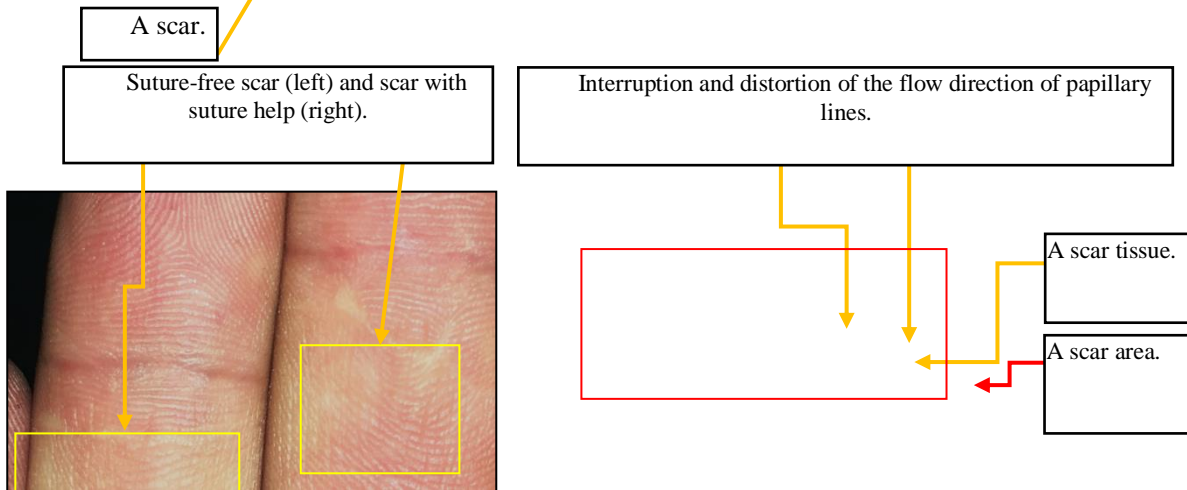 A scar.
Suture-free scar (left) and scar with
suture help (right).
Interruption and distortion of the flow direction of papillary
lines.
A scar tissue.
A scar area.